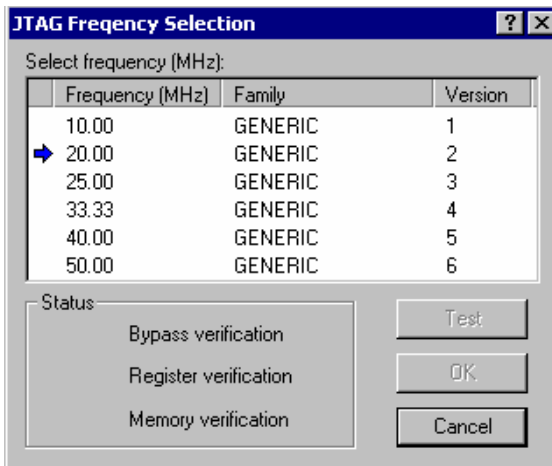 JTAG Freqency Selection
Select frequency (MHz):
Frequency (MHz) Family Version
10.00 GENERIC 1
20.00 GENERIC 2
25.00 GENERIC 3
33.33 GENERIC 4
40.00 GENERIC 5
50.00 GENERIC 6
Status
Bypass verification
Register verification
Memory verification
Test
OK
Cancel